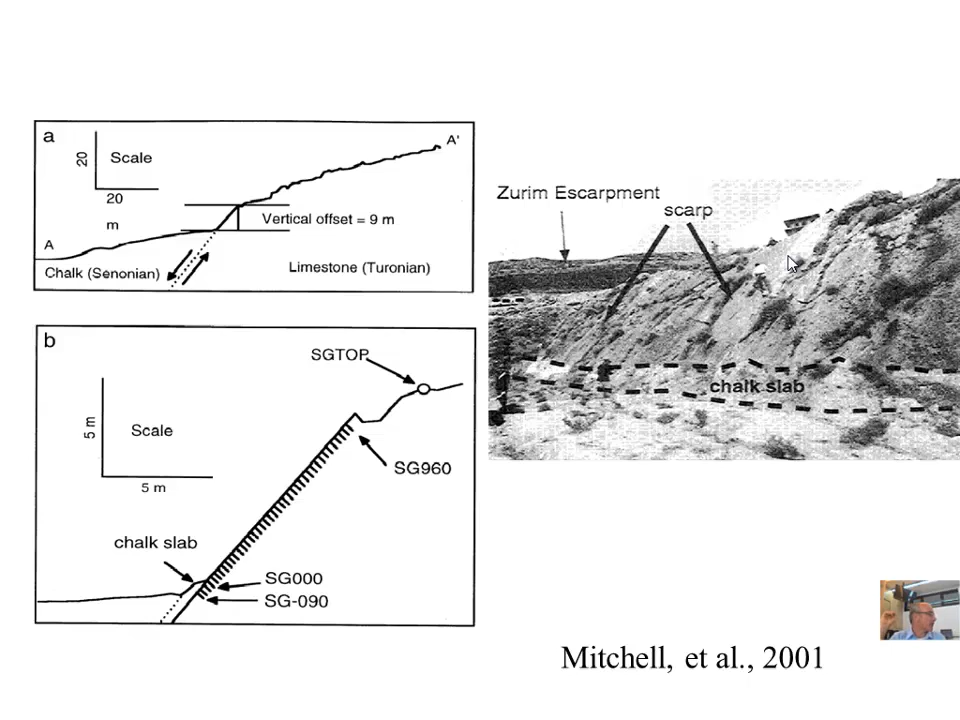 a
A'
20
Scale
20
m
Vertical offset = 9 m
A
Chalk (Senonian)
Limestone (Turonian)
Zurim Escarpment
scarp
chalk slab
b
SGTOP
5 m
Scale
5 m
SG960
chalk slab
SG000
SG-090
Mitchell, et al., 2001